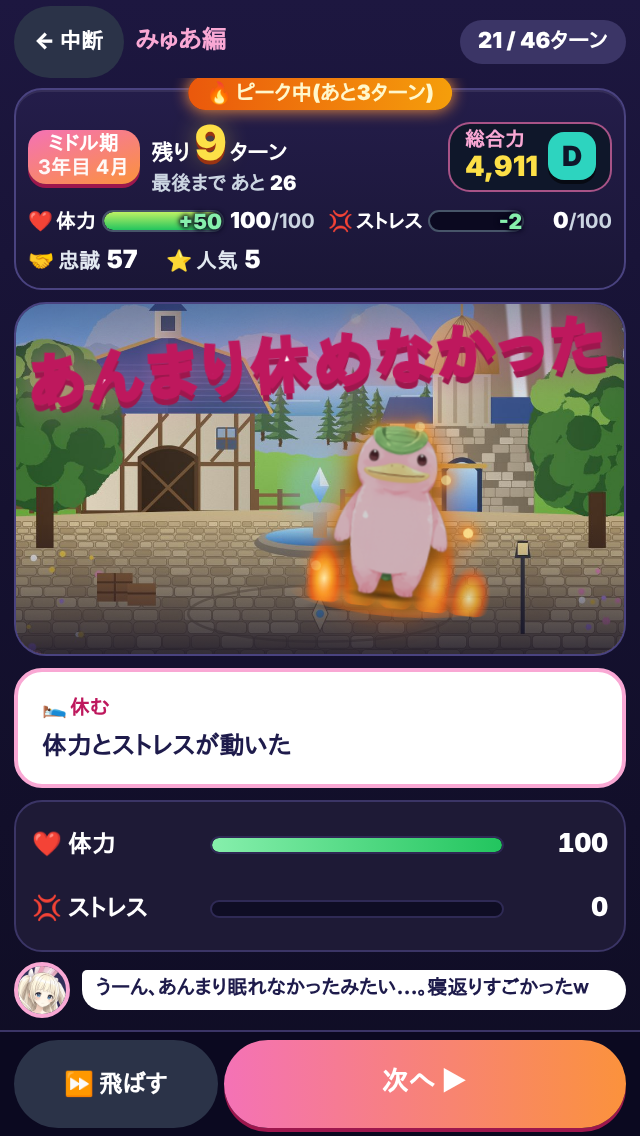 ← 中断
みゅあ編
21 / 46ターン
🔥 ピーク中(あと3ターン)
ミドル期
3年目 4月
残り9ターン
最後まで あと 26
総合力
4,911
D
❤️ 体力 +50 100/100
💢 ストレス -2 0/100
🤝 忠誠 57
⭐ 人気 5
あんまり休めなかった
🛌 休む
体力とストレスが動いた
❤️ 体力 100
💢 ストレス 0
うーん、あんまり眠れなかったみたい…。寝返りすごかったw
⏩ 飛ばす
次へ ▶